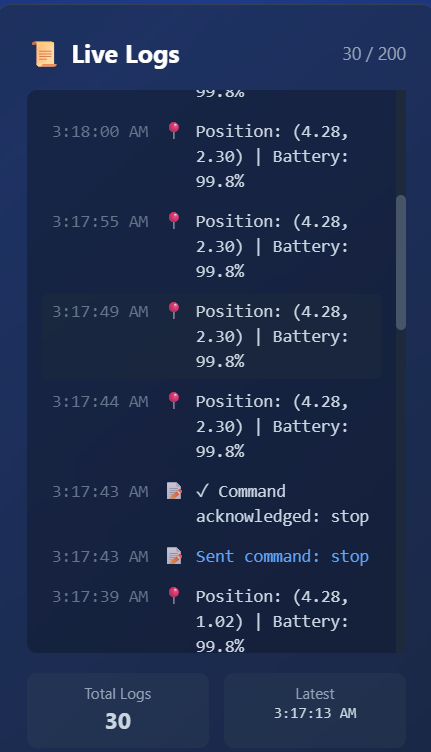 Live Logs
30 / 200
99.8%
3:18:00 AM Position: (4.28,
2.30) | Battery:
99.8%
3:17:55 AM Position: (4.28,
2.30) | Battery:
99.8%
3:17:49 AM Position: (4.28,
2.30) | Battery:
99.8%
3:17:44 AM Position: (4.28,
2.30) | Battery:
99.8%
3:17:43 AM ✓ Command
acknowledged: stop
3:17:43 AM Sent command: stop
3:17:39 AM Position: (4.28,
1.02) | Battery:
99.8%
Total Logs
30
Latest
3:17:13 AM